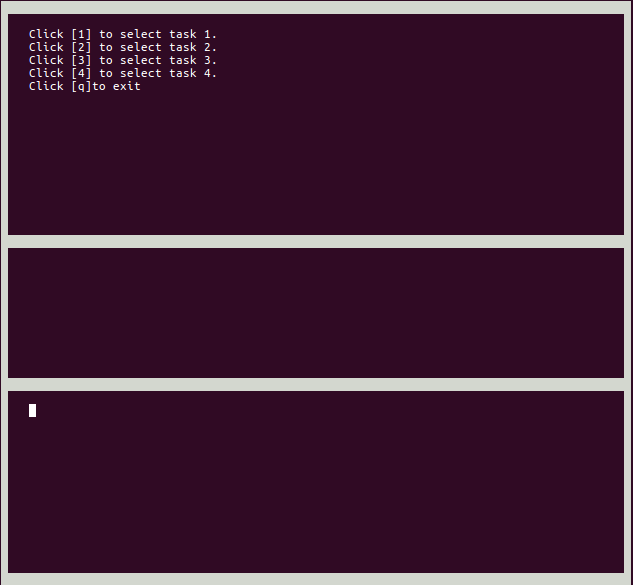 Click [1] to select task 1.
Click [2] to select task 2.
Click [3] to select task 3.
Click [4] to select task 4.
Click [q]to exit